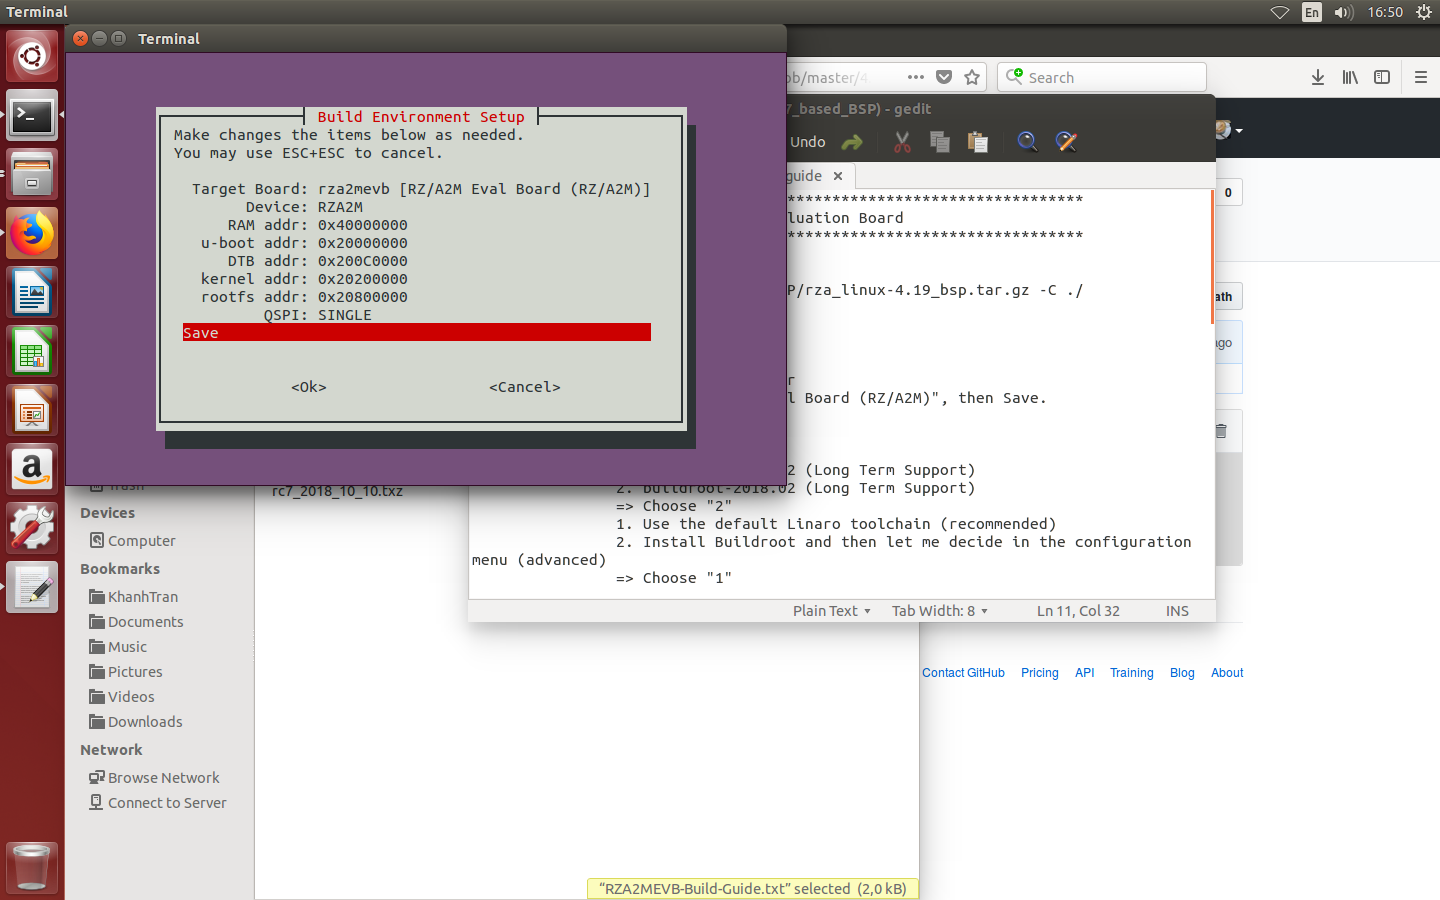 Terminal
En
16:50
Terminal
Build Environment Setup
Make changes the items below as needed.
You may use ESC+ESC to cancel.
Target Board: rza2mevb [RZ/A2M Eval Board (RZ/A2M)]
Device: RZA2M
RAM addr: 0x40000000
u-boot addr: 0x20000000
DTB addr: 0x200C0000
kernel addr: 0x20200000
rootfs addr: 0x20800000
QSPI: SINGLE
Save
<Ok> <Cancel>
ob/master/4
Search
7_based_BSP) - gedit
Undo
guide
*********************************
luation Board
*********************************
P/rza_linux-4.19_bsp.tar.gz -C ./
r
l Board (RZ/A2M)", then Save.
2 (Long Term Support)
2. buildroot-2018.02 (Long Term Support)
=> Choose "2"
1. Use the default Linaro toolchain (recommended)
2. Install Buildroot and then let me decide in the configuration
menu (advanced)
=> Choose "1"
Plain Text Tab Width: 8 Ln 11, Col 32 INS
0
ath
ago
Trash
rc7_2018_10_10.txz
Devices
Computer
Bookmarks
KhanhTran
Documents
Music
Pictures
Videos
Downloads
Network
Browse Network
Connect to Server
Contact GitHub Pricing API Training Blog About
“RZA2MEVB-Build-Guide.txt” selected (2,0 kB)